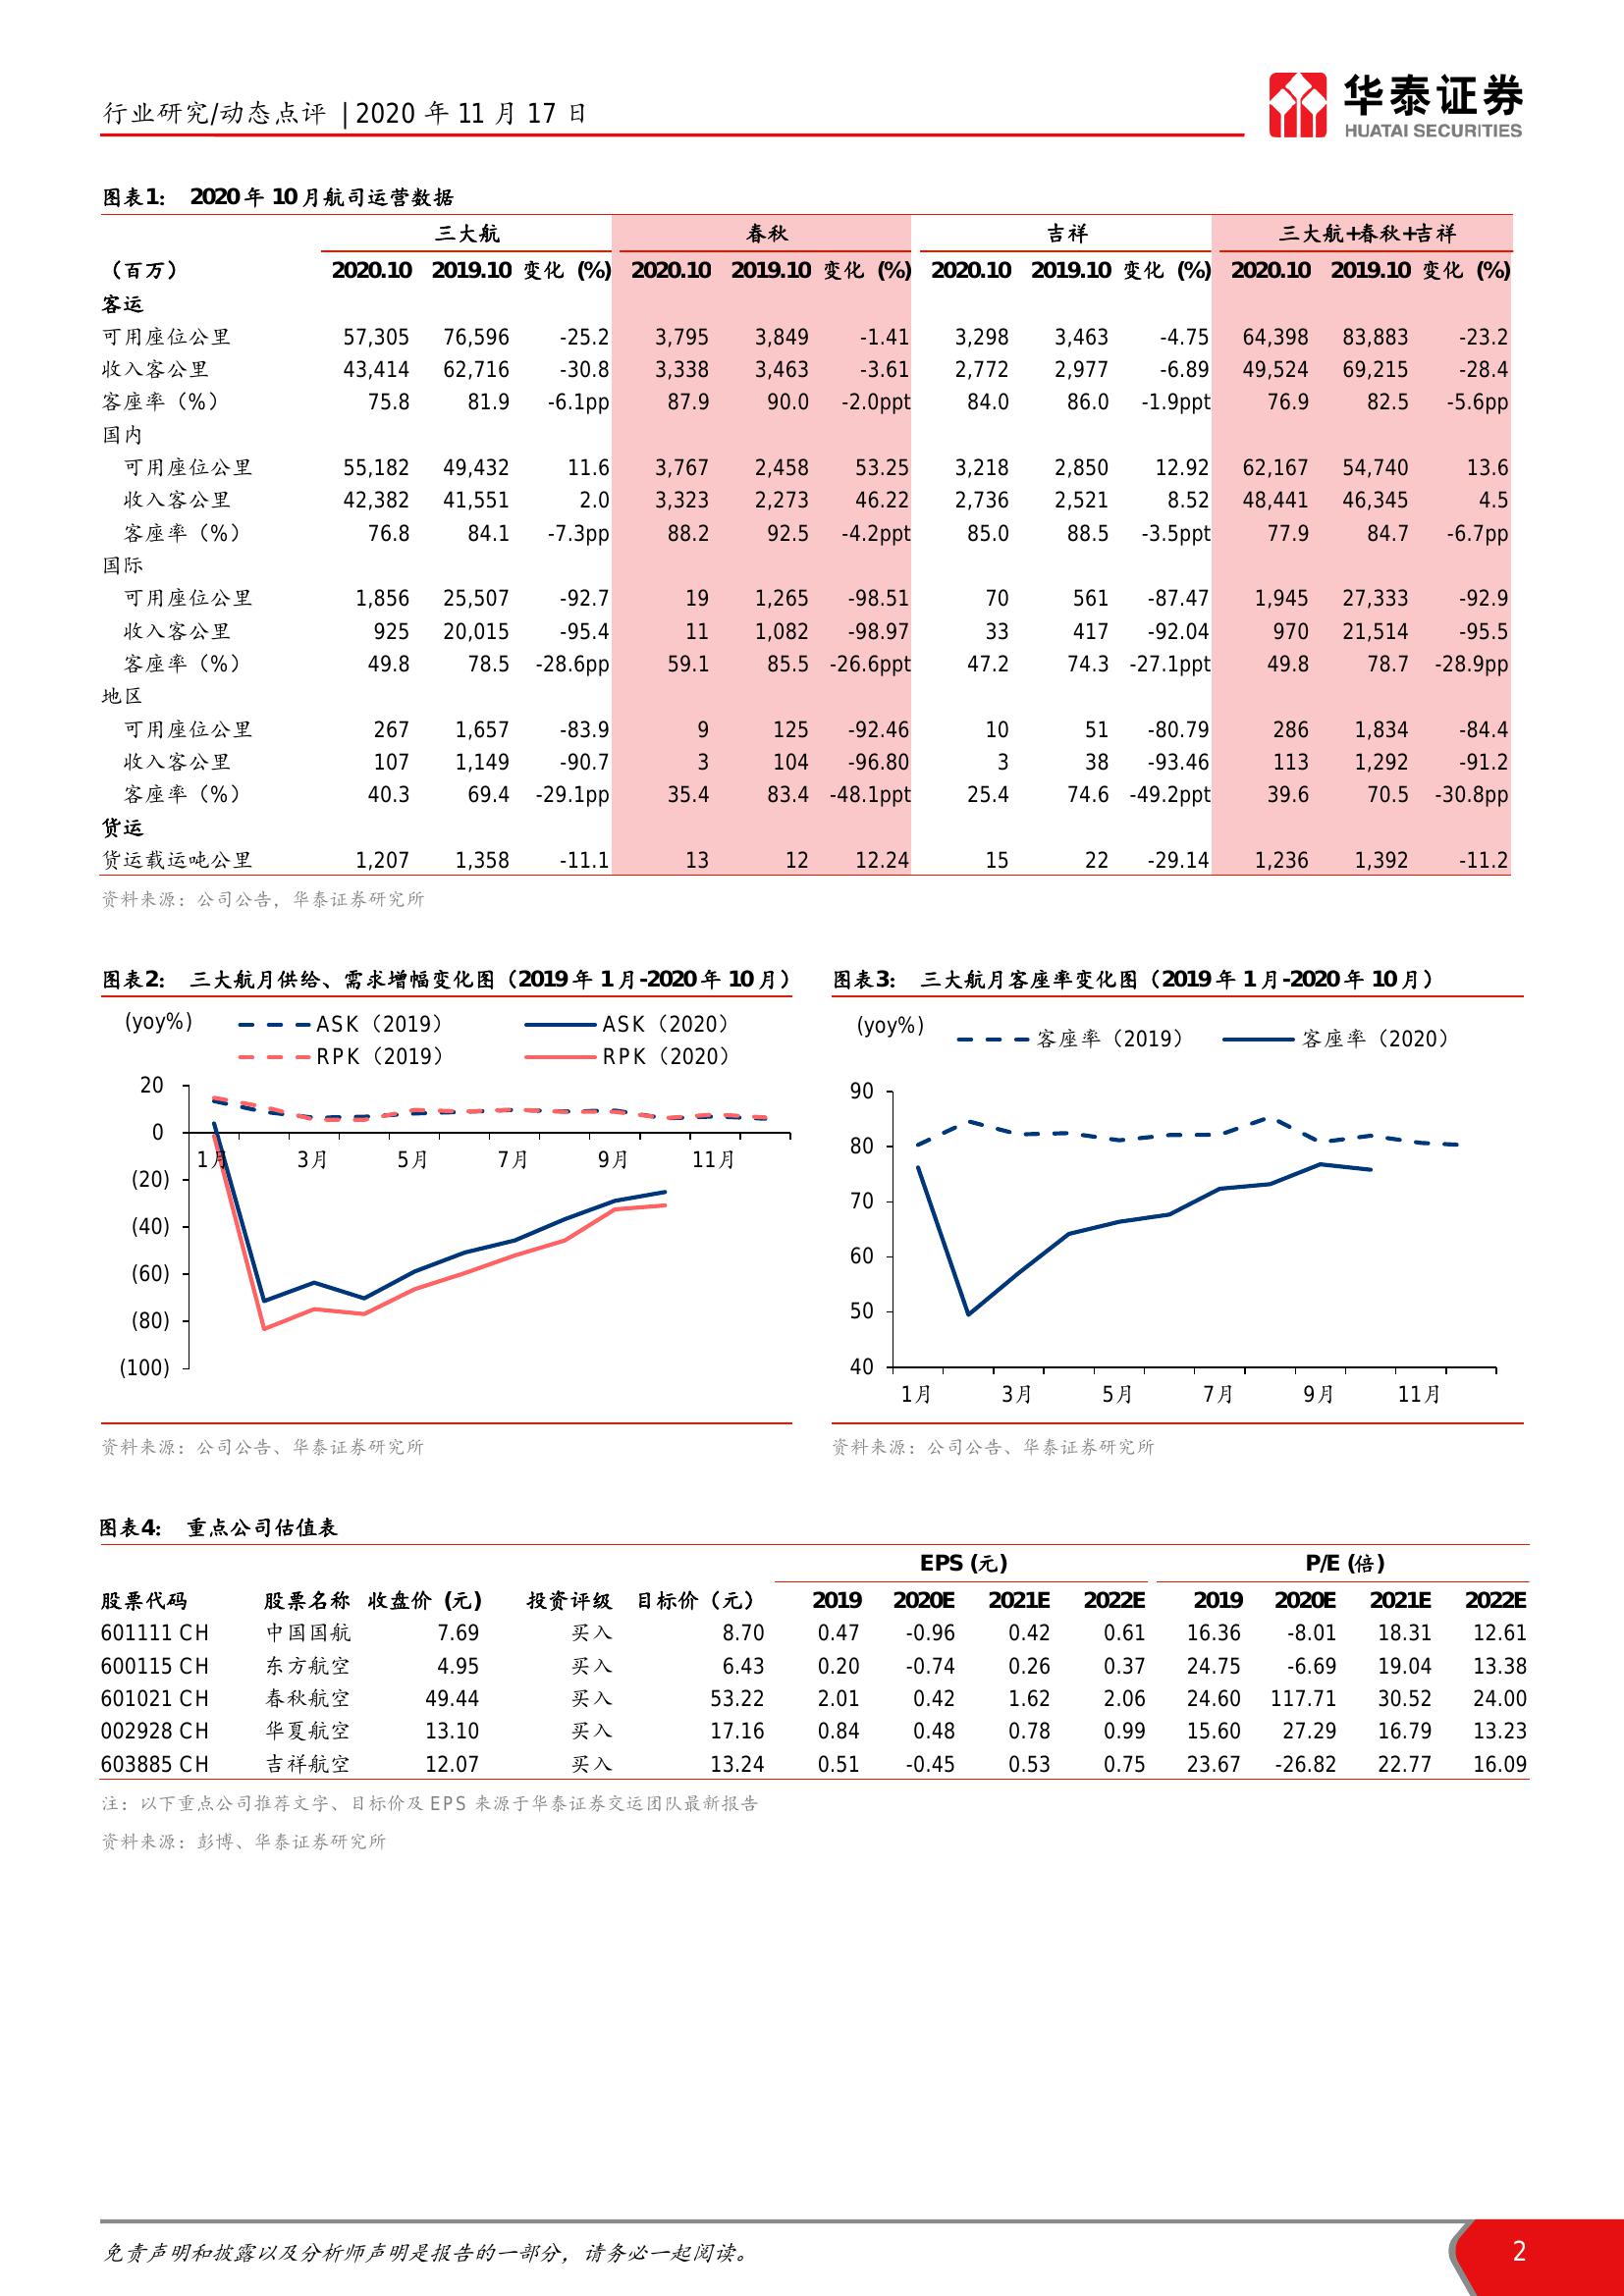 行业研究/动态点评 | 2020 年 11 月 17 日
华泰证券
HUATAI SECURITIES
图表1： 2020 年 10 月航司运营数据
三大航 春秋 吉祥 三大航+春秋+吉祥
（百万） 2020.10 2019.10 变化 (%) 2020.10 2019.10 变化 (%) 2020.10 2019.10 变化 (%) 2020.10 2019.10 变化 (%)
客运
可用座位公里 57,305 76,596 -25.2 3,795 3,849 -1.41 3,298 3,463 -4.75 64,398 83,883 -23.2
收入客公里 43,414 62,716 -30.8 3,338 3,463 -3.61 2,772 2,977 -6.89 49,524 69,215 -28.4
客座率（%） 75.8 81.9 -6.1pp 87.9 90.0 -2.0ppt 84.0 86.0 -1.9ppt 76.9 82.5 -5.6pp
国内
可用座位公里 55,182 49,432 11.6 3,767 2,458 53.25 3,218 2,850 12.92 62,167 54,740 13.6
收入客公里 42,382 41,551 2.0 3,323 2,273 46.22 2,736 2,521 8.52 48,441 46,345 4.5
客座率（%） 76.8 84.1 -7.3pp 88.2 92.5 -4.2ppt 85.0 88.5 -3.5ppt 77.9 84.7 -6.7pp
国际
可用座位公里 1,856 25,507 -92.7 19 1,265 -98.51 70 561 -87.47 1,945 27,333 -92.9
收入客公里 925 20,015 -95.4 11 1,082 -98.97 33 417 -92.04 970 21,514 -95.5
客座率（%） 49.8 78.5 -28.6pp 59.1 85.5 -26.6ppt 47.2 74.3 -27.1ppt 49.8 78.7 -28.9pp
地区
可用座位公里 267 1,657 -83.9 9 125 -92.46 10 51 -80.79 286 1,834 -84.4
收入客公里 107 1,149 -90.7 3 104 -96.80 3 38 -93.46 113 1,292 -91.2
客座率（%） 40.3 69.4 -29.1pp 35.4 83.4 -48.1ppt 25.4 74.6 -49.2ppt 39.6 70.5 -30.8pp
货运
货运载运吨公里 1,207 1,358 -11.1 13 12 12.24 15 22 -29.14 1,236 1,392 -11.2
资料来源：公司公告，华泰证券研究所
图表2： 三大航月供给、需求增幅变化图（2019 年 1 月-2020 年 10 月）
(yoy%)
ASK（2019） ASK（2020）
RPK（2019） RPK（2020）
20
0
(20)
(40)
(60)
(80)
(100)
1月 3月 5月 7月 9月 11月
资料来源：公司公告、华泰证券研究所
图表3： 三大航月客座率变化图（2019 年 1 月-2020 年 10 月）
(yoy%)
客座率（2019） 客座率（2020）
90
80
70
60
50
40
1月 3月 5月 7月 9月 11月
资料来源：公司公告、华泰证券研究所
图表4： 重点公司估值表
EPS (元) P/E (倍)
股票代码 股票名称 收盘价 (元) 投资评级 目标价（元） 2019 2020E 2021E 2022E 2019 2020E 2021E 2022E
601111 CH 中国国航 7.69 买入 8.70 0.47 -0.96 0.42 0.61 16.36 -8.01 18.31 12.61
600115 CH 东方航空 4.95 买入 6.43 0.20 -0.74 0.26 0.37 24.75 -6.69 19.04 13.38
601021 CH 春秋航空 49.44 买入 53.22 2.01 0.42 1.62 2.06 24.60 117.71 30.52 24.00
002928 CH 华夏航空 13.10 买入 17.16 0.84 0.48 0.78 0.99 15.60 27.29 16.79 13.23
603885 CH 吉祥航空 12.07 买入 13.24 0.51 -0.45 0.53 0.75 23.67 -26.82 22.77 16.09
注：以下重点公司推荐文字、目标价及 EPS 来源于华泰证券交运团队最新报告
资料来源：彭博、华泰证券研究所
免责声明和披露以及分析师声明是报告的一部分，请务必一起阅读。
2